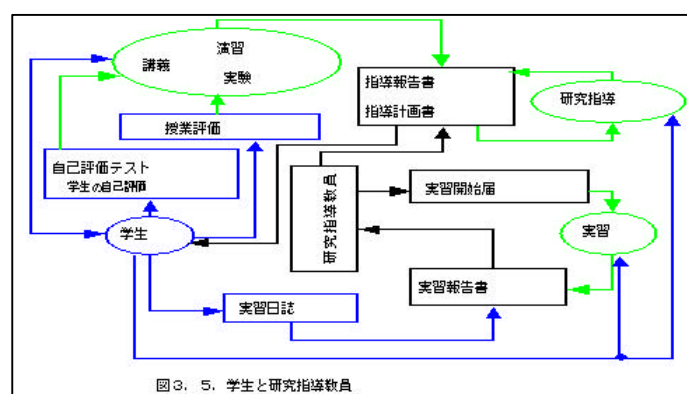 演習
講義
実験
指導報告書
指導計画書
研究指導
授業評価
自己評価テスト
学生の自己評価
研究指導教員
実習開始届
学生
実習
実習報告書
実習日誌
図3．5．学生と研究指導教員